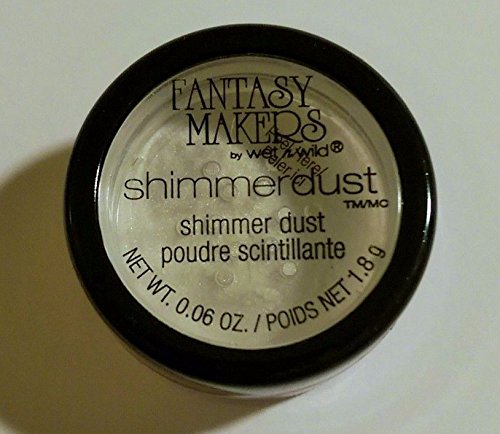 FANTASY
MAKERS
by wet n wild®
shimmerdust
TM/MC
shimmer dust
poudre scintillante
NET WT. 0.06 OZ. / POIDS NET 1.8 g